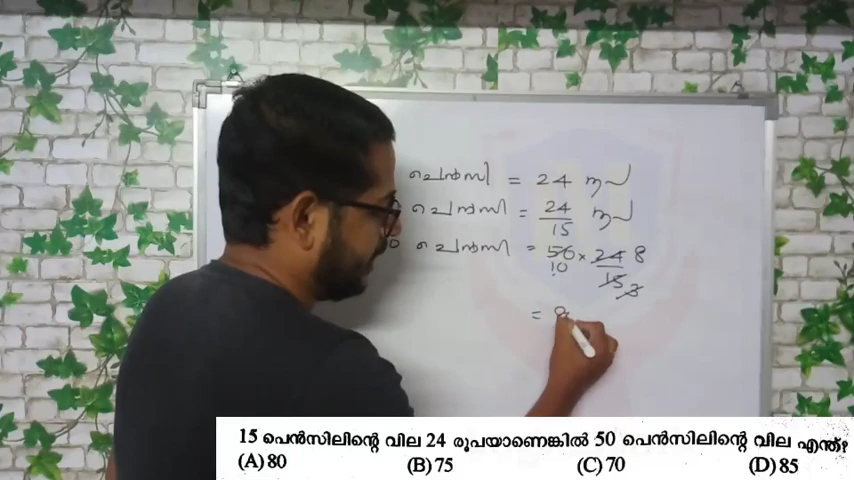 പെൻസി = 24 രൂപ
പെൻസി = 24/15 രൂപ
0 പെൻസി = 50 10 × 24 8 / 15 3
= 8
15 പെൻസിലിന്റെ വില 24 രൂപയാണെങ്കിൽ 50 പെൻസിലിന്റെ വില എന്ത്?
(A) 80 (B) 75 (C) 70 (D) 85